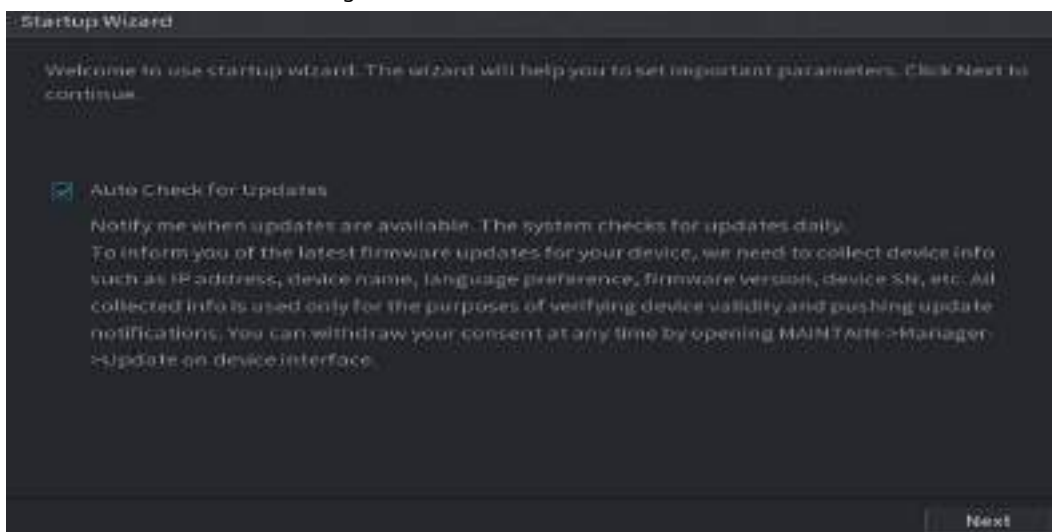 Startup Wizard
Welcome to use startup wizard. The wizard will help you to set important parameters. Click Next to
continue.
Auto Check for Updates
Notify me when updates are available. The system checks for updates daily.
To inform you of the latest firmware updates for your device, we need to collect device info
such as IP address, device name, language preference, firmware version, device SN, etc. All
collected info is used only for the purposes of verifying device validity and pushing update
notifications. You can withdraw your consent at any time by opening MAINTAIN->Manager-
>Update on device interface.
Next